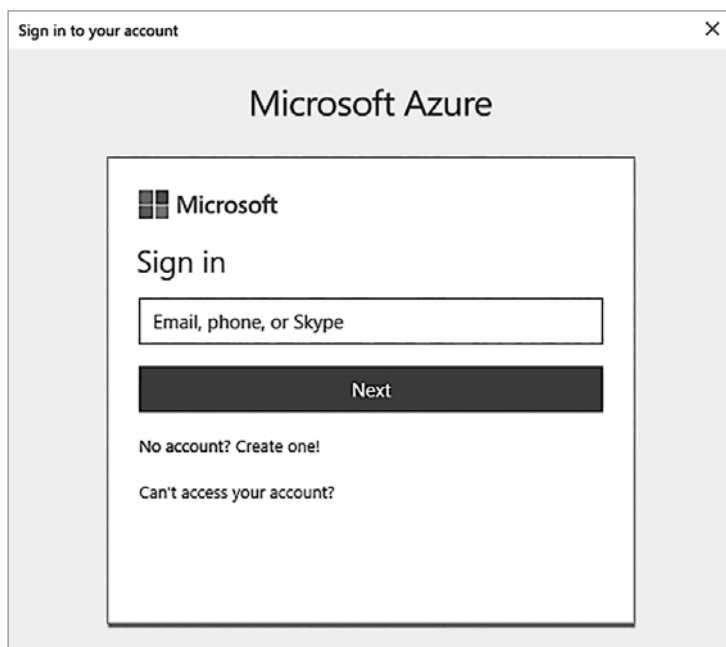 Sign in to your account
Microsoft Azure
Microsoft
Sign in
Email, phone, or Skype
Next
No account? Create one!
Can't access your account?